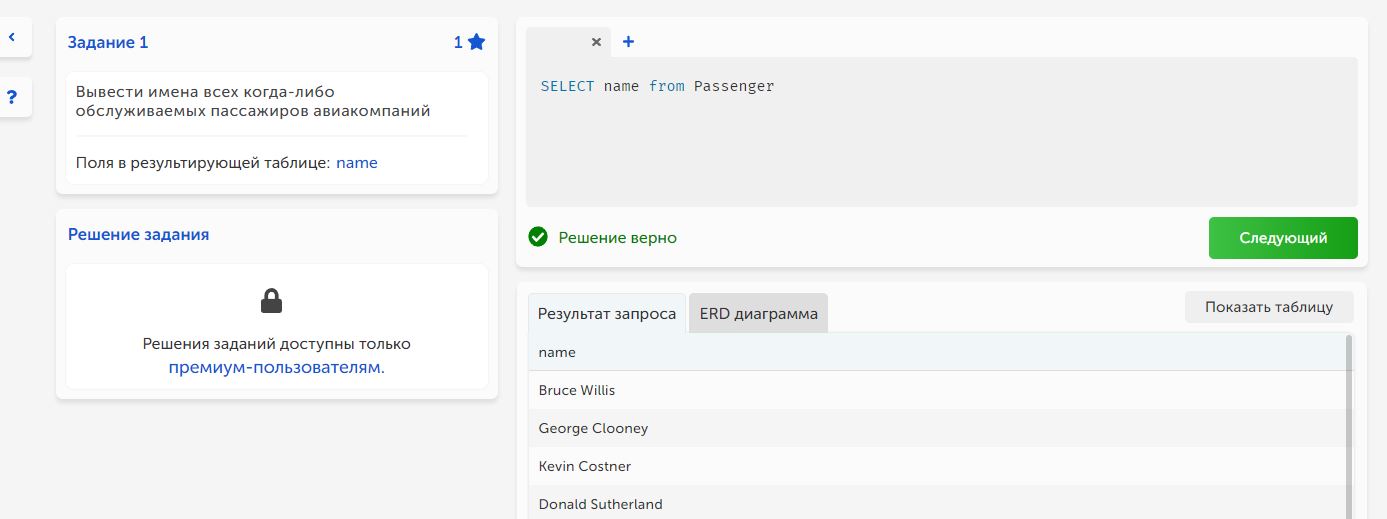 Задание 1
1
Вывести имена всех когда-либо
обслуживаемых пассажиров авиакомпаний
Поля в результирующей таблице: name
Решение задания
Решения заданий доступны только
премиум-пользователям.
SELECT name from Passenger
Решение верно
Следующий
Результат запроса
ERD диаграмма
Показать таблицу
name
Bruce Willis
George Clooney
Kevin Costner
Donald Sutherland